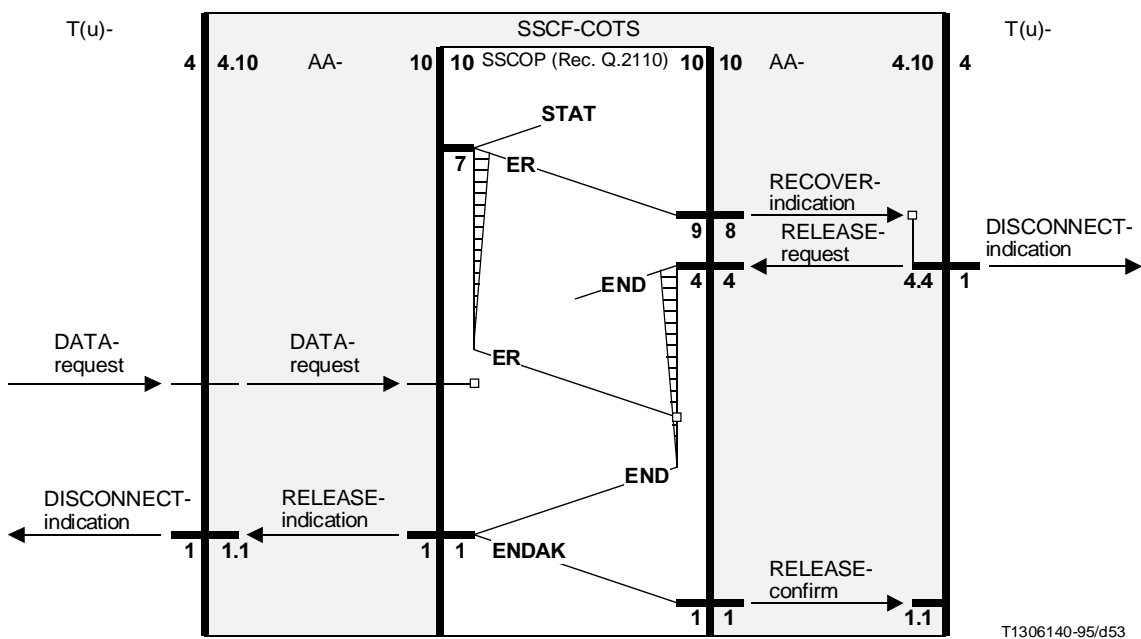 T(u)-
SSCF-COTS
T(u)-
4 4.10 AA- 10 10 SSCOP (Rec. Q.2110) 10 10 AA- 4.10 4
STAT
7
ER
RECOVER-
indication
9 8
RELEASE-
request
DISCONNECT-
indication
END
4 4
4.4 1
DATA-
request
DATA-
request
ER
END
DISCONNECT-
indication
RELEASE-
indication
1 1.1
1 1
ENDAK
RELEASE-
confirm
1 1
1.1
T1306140-95/d53